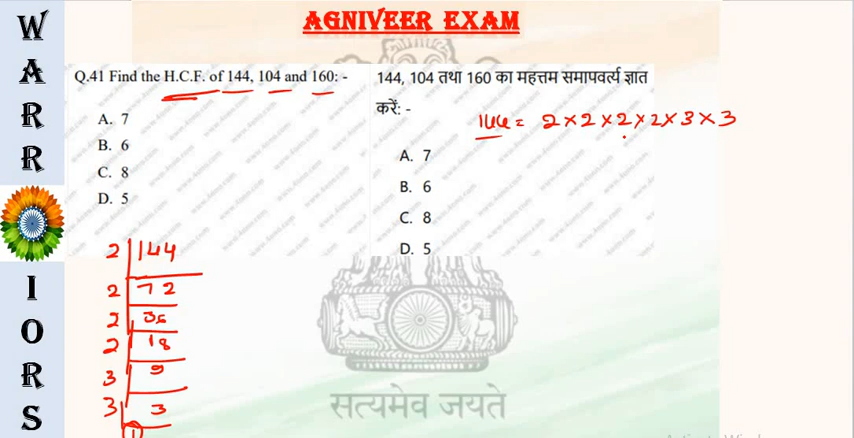 AGNIVEER EXAM
WARRIORS
Q.41 Find the H.C.F. of 144, 104 and 160: -
A. 7
B. 6
C. 8
D. 5
144, 104 तथा 160 का महत्तम समापवर्त्य ज्ञात
करें: -
144 = 2×2×2×2×3×3
A. 7
B. 6
C. 8
D. 5
2 144
2 72
2 36
2 18
3 9
3 3
1
सत्यमेव जयते